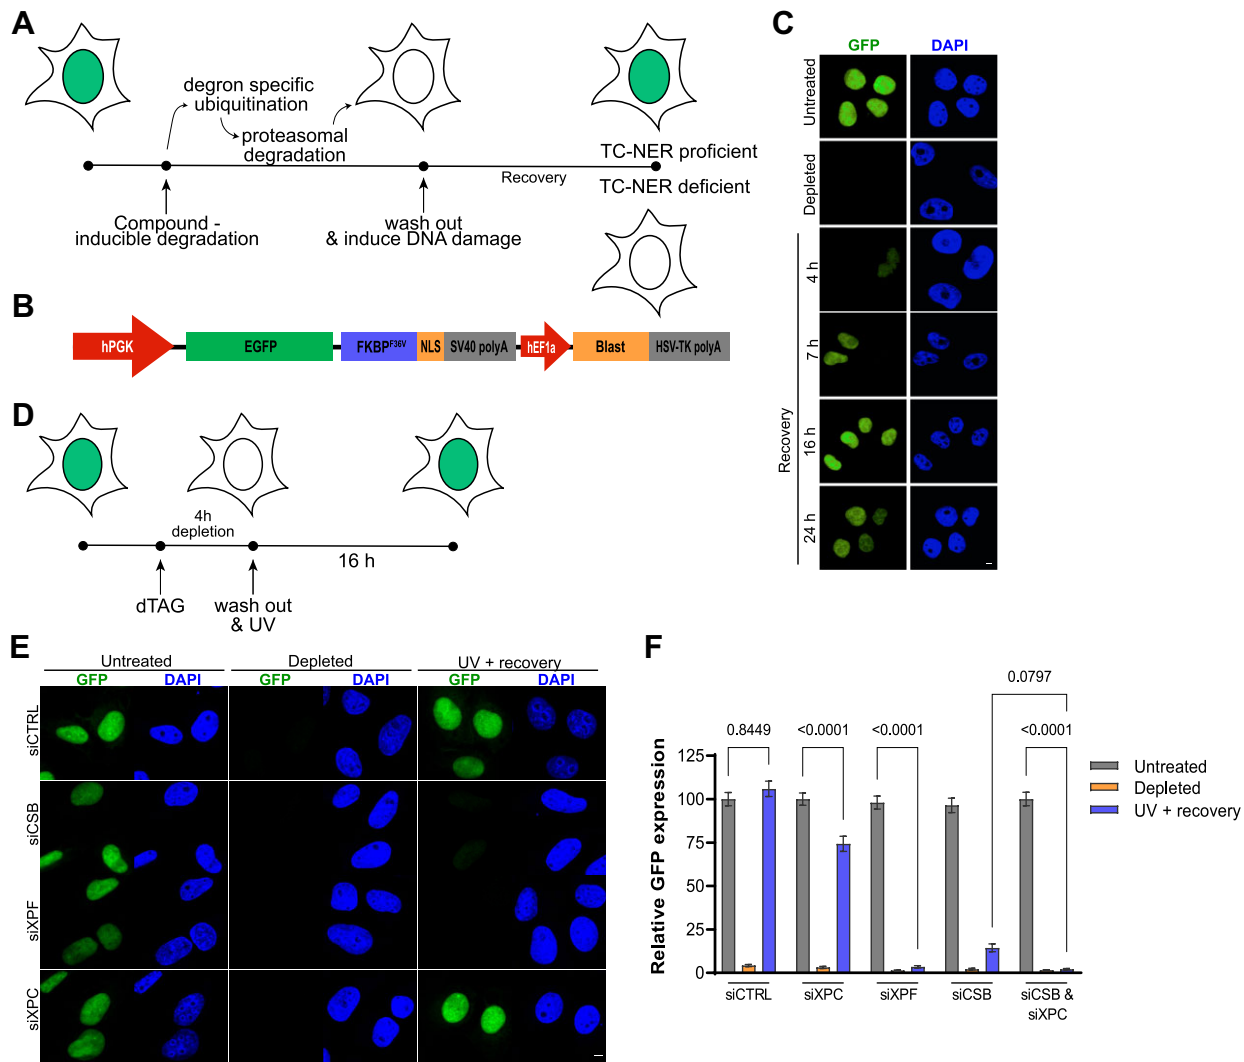 A
degron specific
ubiquitination
proteasomal
degradation
TC-NER proficient
Recovery
TC-NER deficient
Compound -
inducible degradation
wash out
& induce DNA damage
B
hPGK
EGFP
FKBP^F36V
NLS
SV40 polyA
hEF1a
Blast
HSV-TK polyA
C
GFP
DAPI
Untreated
Depleted
Recovery
4 h
7 h
16 h
24 h
D
4h
depletion
16 h
dTAG
wash out
& UV
E
Untreated
Depleted
UV + recovery
GFP
DAPI
GFP
DAPI
GFP
DAPI
siCTRL
siCSB
siXPF
siXPC
F
0.0797
0.8449
<0.0001
<0.0001
<0.0001
Relative GFP expression
125
100
75
50
25
0
siCTRL
siXPC
siXPF
siCSB
siCSB &
siXPC
Untreated
Depleted
UV + recovery